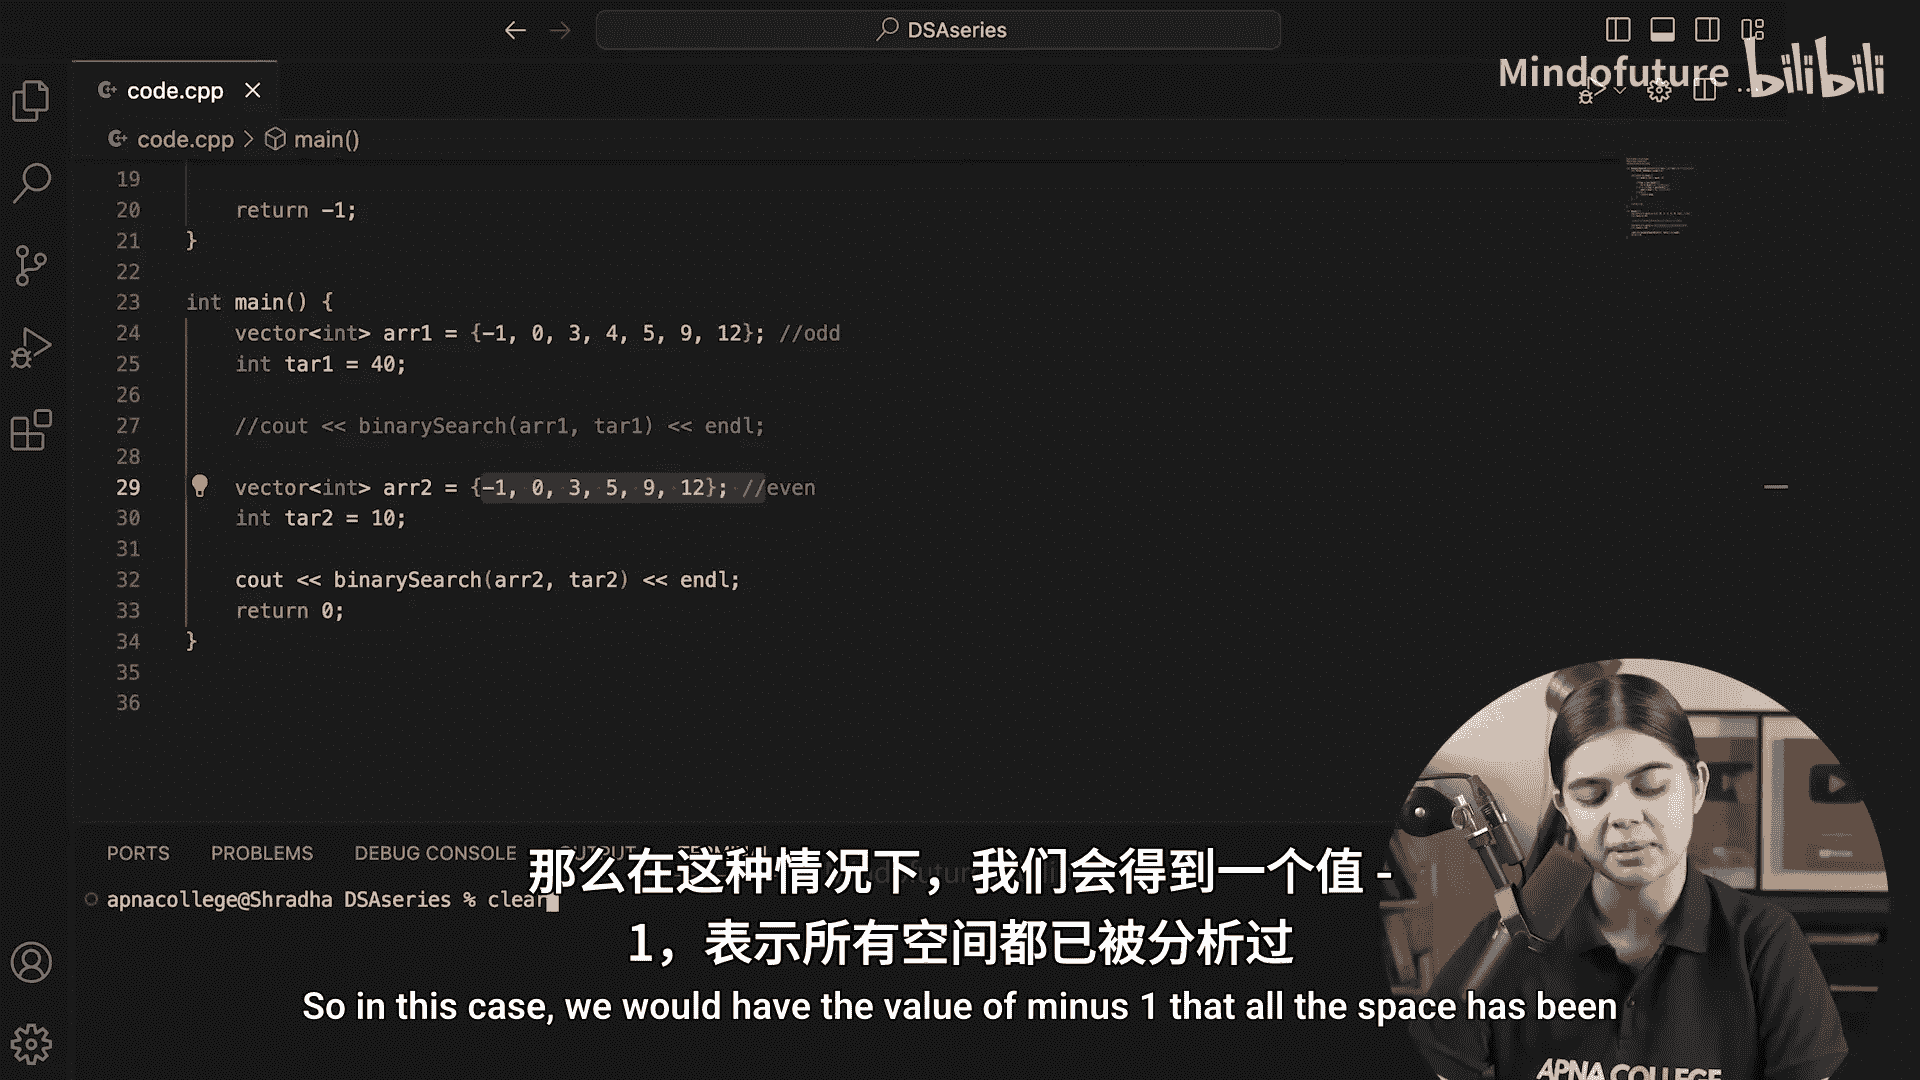 DSAseries
Mindofuture bilibili
code.cpp
code.cpp > main()
19
20 return -1;
21 }
22
23 int main() {
24 vector<int> arr1 = {-1, 0, 3, 4, 5, 9, 12}; //odd
25 int tar1 = 40;
26
27 //cout << binarySearch(arr1, tar1) << endl;
28
29 vector<int> arr2 = {-1, 0, 3, 5, 9, 12}; //even
30 int tar2 = 10;
31
32 cout << binarySearch(arr2, tar2) << endl;
33 return 0;
34 }
35
36
PORTS PROBLEMS DEBUG CONSOLE OUTPUT TERMINAL
apnacollege@Shradha DSAseries % clear
那么在这种情况下，我们会得到一个值 -
1，表示所有空间都已被分析过
So in this case, we would have the value of minus 1 that all the space has been
APNA COLLEGE